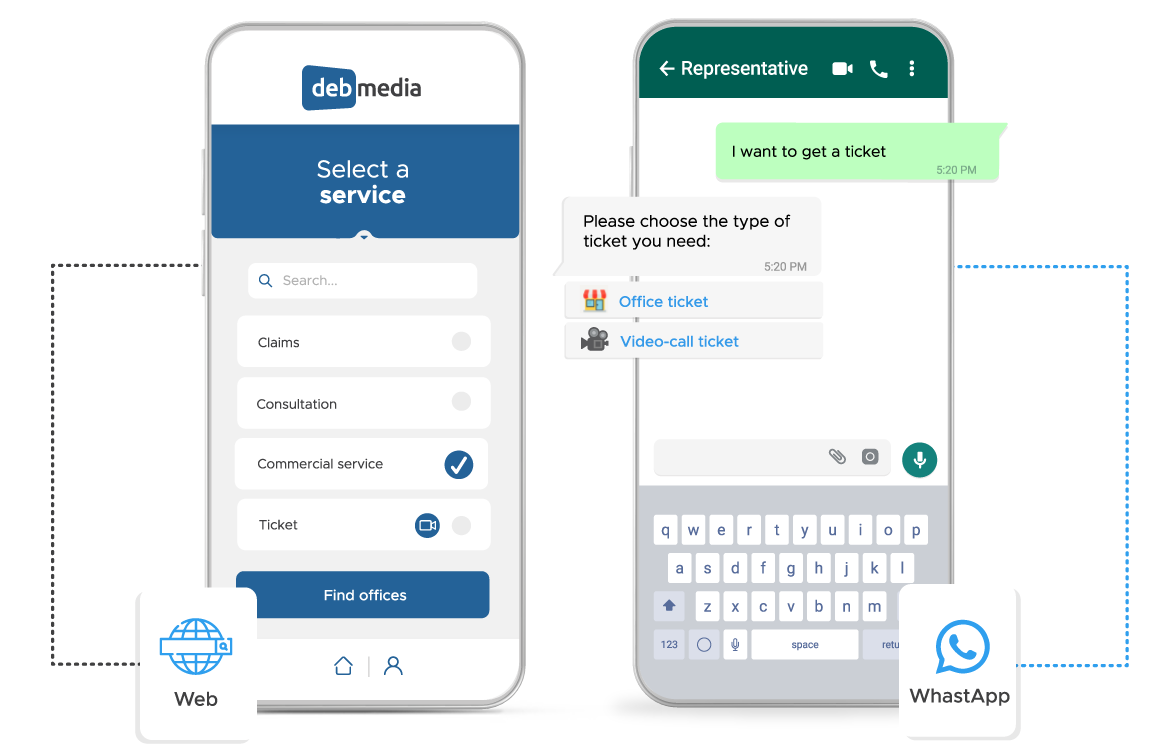 debmedia
Select a
service
Search...
Claims
Consultation
Commercial service
Ticket
Find offices
Web
Representative
I want to get a ticket
5:20 PM
Please choose the type of
ticket you need:
5:20 PM
Office ticket
Video-call ticket
q w e r t y u i o p
a s d f g h j k l
z x c v b n m
123 space retu
WhastApp